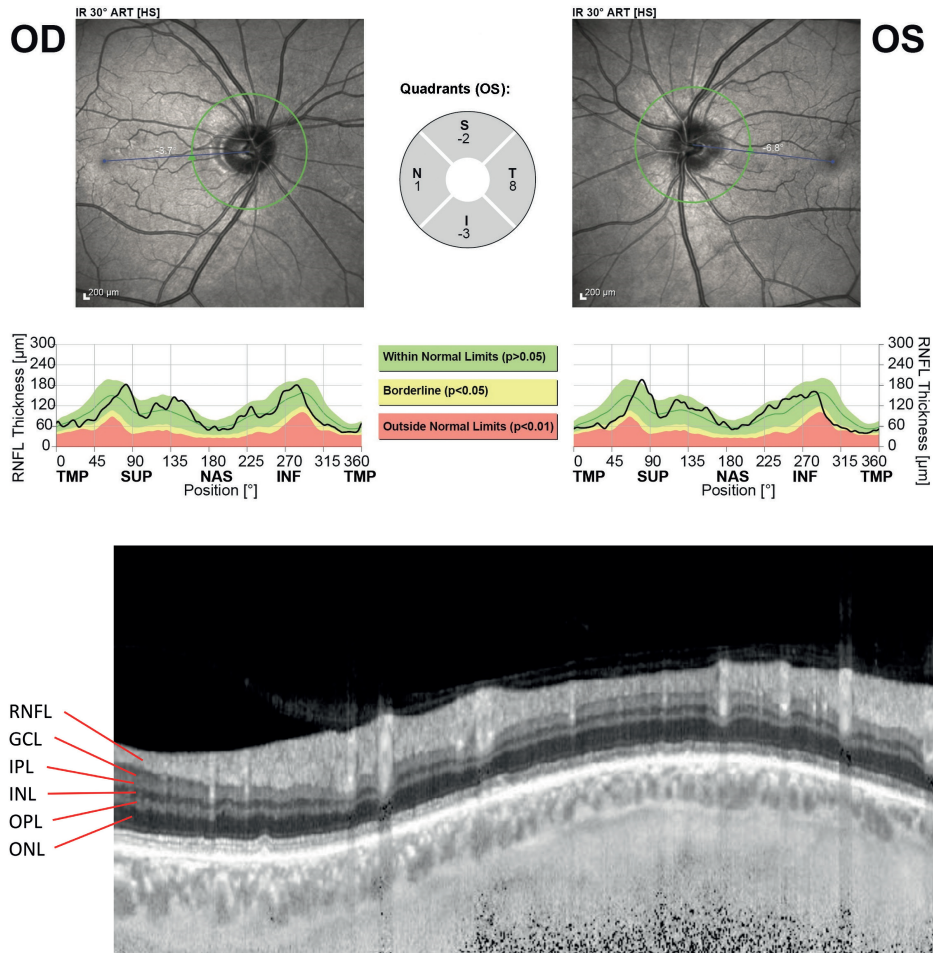 IR 30° ART [HS]
OD
-3.7°
200 µm
Quadrants (OS):
S
-2
N
1
T
8
I
-3
IR 30° ART [HS]
OS
-6.8°
200 µm
RNFL Thickness [µm]
300
240
180
120
60
0
0 45 90 135 180 225 270 315 360
TMP SUP NAS INF TMP
Position [°]
Within Normal Limits (p>0.05)
Borderline (p<0.05)
Outside Normal Limits (p<0.01)
300
240
180
120
60
0
RNFL Thickness [µm]
0 45 90 135 180 225 270 315 360
TMP SUP NAS INF TMP
Position [°]
RNFL
GCL
IPL
INL
OPL
ONL